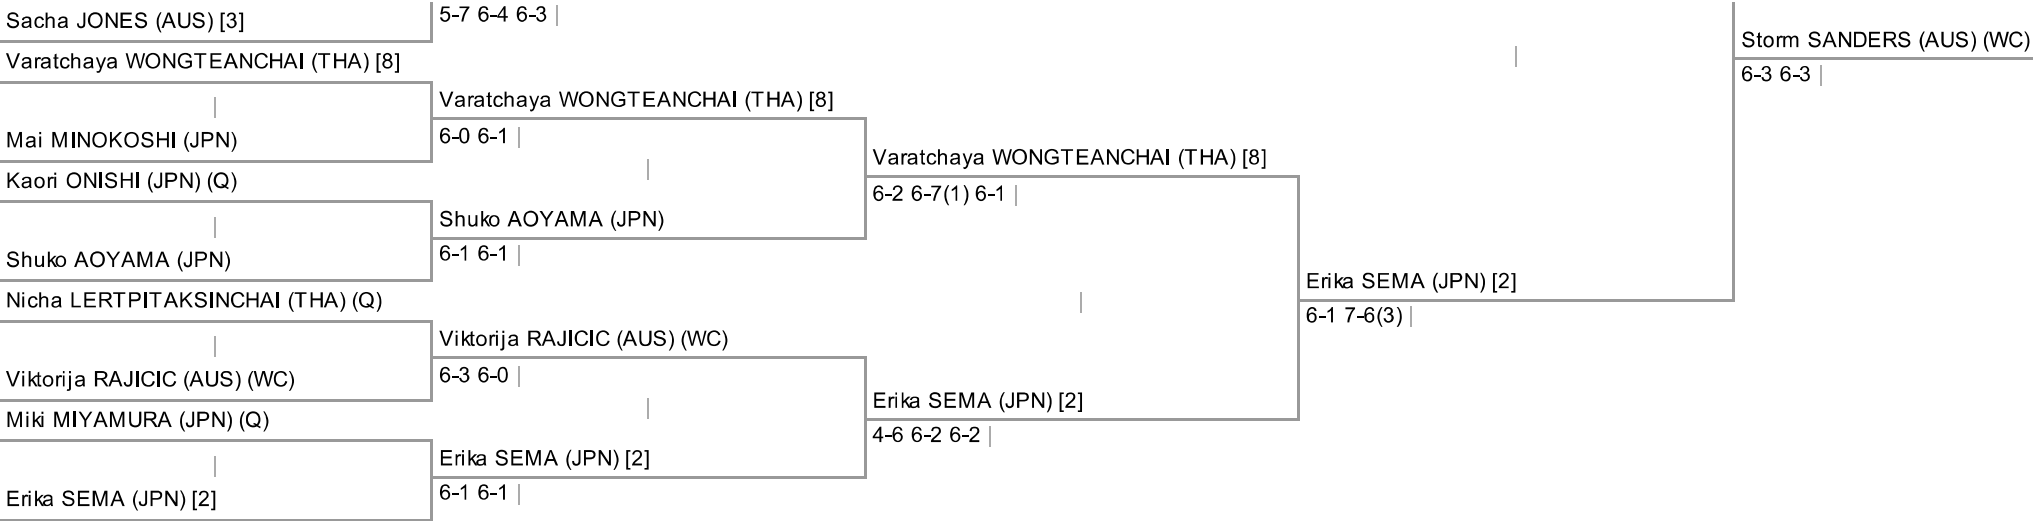 Sacha JONES (AUS) [3]
5-7 6-4 6-3
Varatchaya WONGTEANCHAI (THA) [8]
Mai MINOKOSHI (JPN)
Kaori ONISHI (JPN) (Q)
Shuko AOYAMA (JPN)
Nicha LERTPITAKSINCHAI (THA) (Q)
Viktorija RAJICIC (AUS) (WC)
Miki MIYAMURA (JPN) (Q)
Erika SEMA (JPN) [2]
Varatchaya WONGTEANCHAI (THA) [8]
6-0 6-1
Shuko AOYAMA (JPN)
6-1 6-1
Viktorija RAJICIC (AUS) (WC)
6-3 6-0
Erika SEMA (JPN) [2]
6-1 6-1
Varatchaya WONGTEANCHAI (THA) [8]
6-2 6-7(1) 6-1
Erika SEMA (JPN) [2]
4-6 6-2 6-2
Erika SEMA (JPN) [2]
6-1 7-6(3)
Storm SANDERS (AUS) (WC)
6-3 6-3